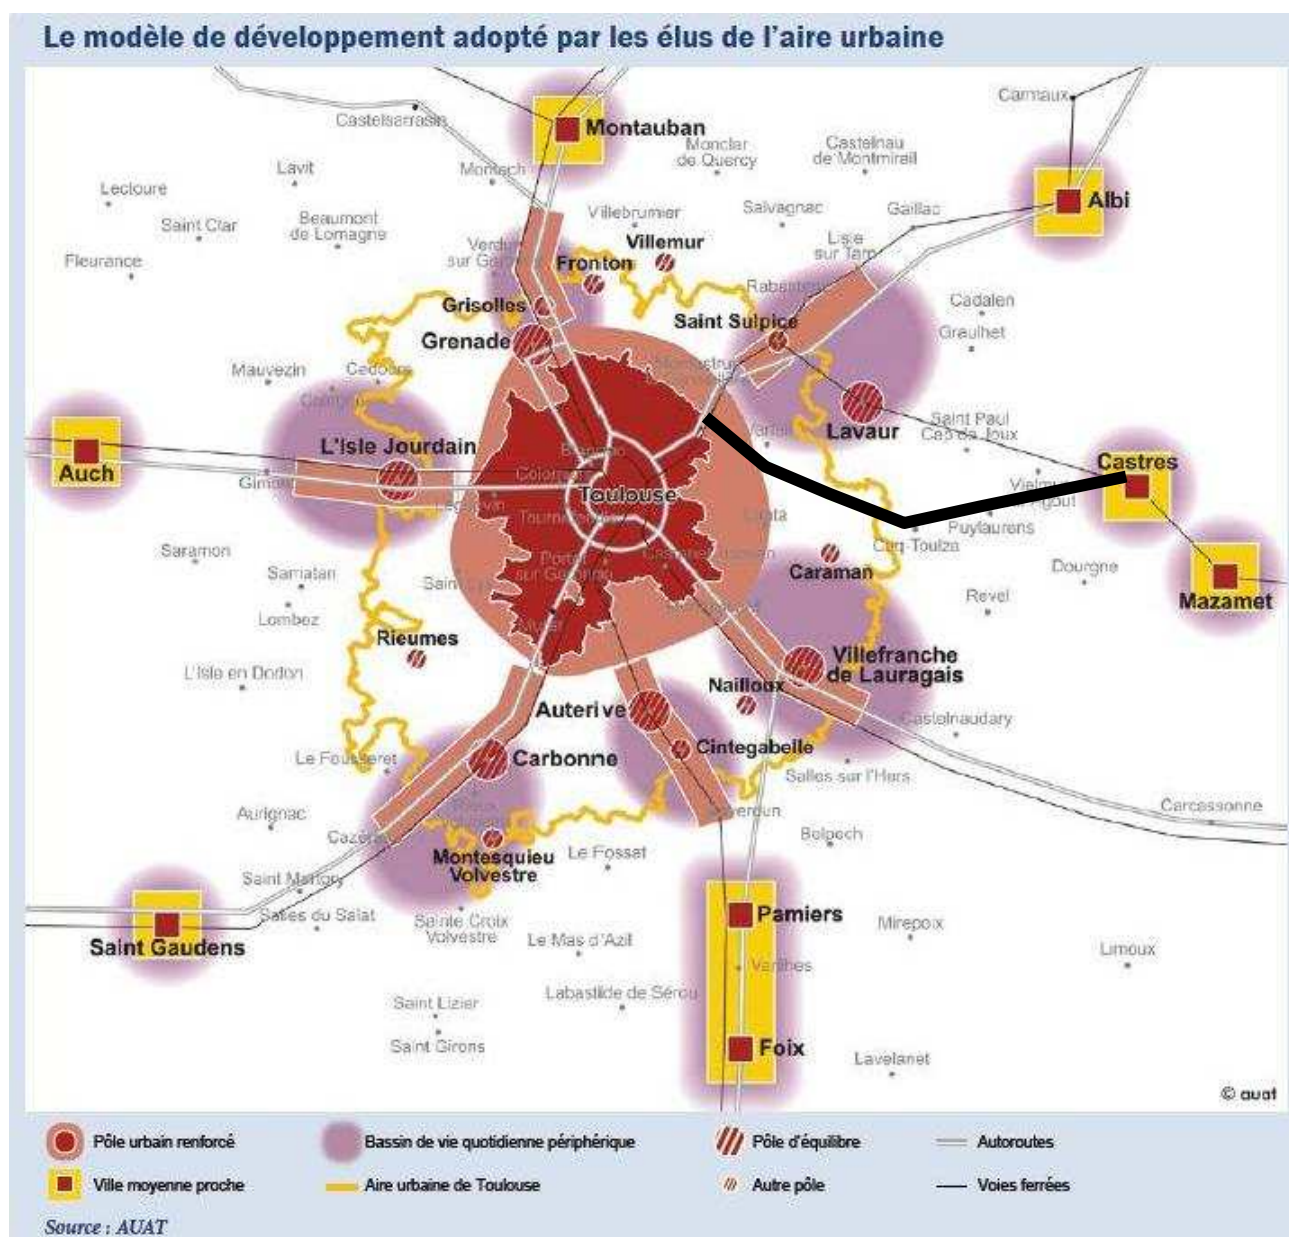 Le modèle de développement adopté par les élus de l'aire urbaine
Carmaux
Castelsarrasin
Montauban
Monclar
de Quercy
Castelnau
de Montmirail
Lavit
Montech
Lectoure
Albi
Villebrumier
Salvagnac
Gaillac
Saint Clar
Beaumont
de Lomagne
Villemur
Lisle
sur Tarn
Verdun
Fleurance
Fronton
Cadalen
Grisolles
Saint Sulpice
Graulhet
Grenade
Mauvezin
Saint Paul
Cap de Joux
Lavaur
L'Isle Jourdain
Castres
Auch
Toulouse
Puylaurens
Cuq-Toulza
Saramon
Caraman
Dourgne
Samatan
Mazamet
Revel
Lombez
Rieumes
Villefranche
de Lauragais
L'Isle en Dodon
Nailloux
Auterive
Castelnaudary
Cintegabelle
Carbonne
Le Fousseret
Salles sur l'Hers
Carcassonne
Aurignac
Belpech
Montesquieu
Volvestre
Le Fossat
Saint Martory
Salies du Salat
Sainte Croix
Volvestre
Pamiers
Mirepoix
Saint Gaudens
Le Mas d'Azil
Limoux
Varilhes
Labastide de Sérou
Saint Lizier
Saint Girons
Foix
Lavelanet
© auat
Pôle urbain renforcé
Bassin de vie quotidienne périphérique
Pôle d'équilibre
Autoroutes
Ville moyenne proche
Aire urbaine de Toulouse
Autre pôle
Voies ferrées
Source : AUAT